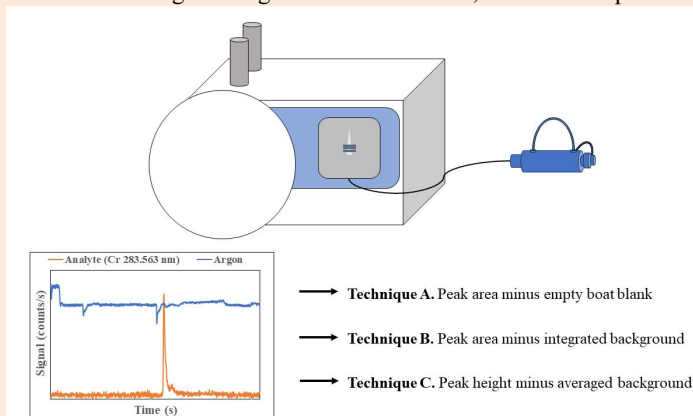 Analyte (Cr 283.563 nm) Argon
Signal (counts/s)
Time (s)
Technique A. Peak area minus empty boat blank
Technique B. Peak area minus integrated background
Technique C. Peak height minus averaged background